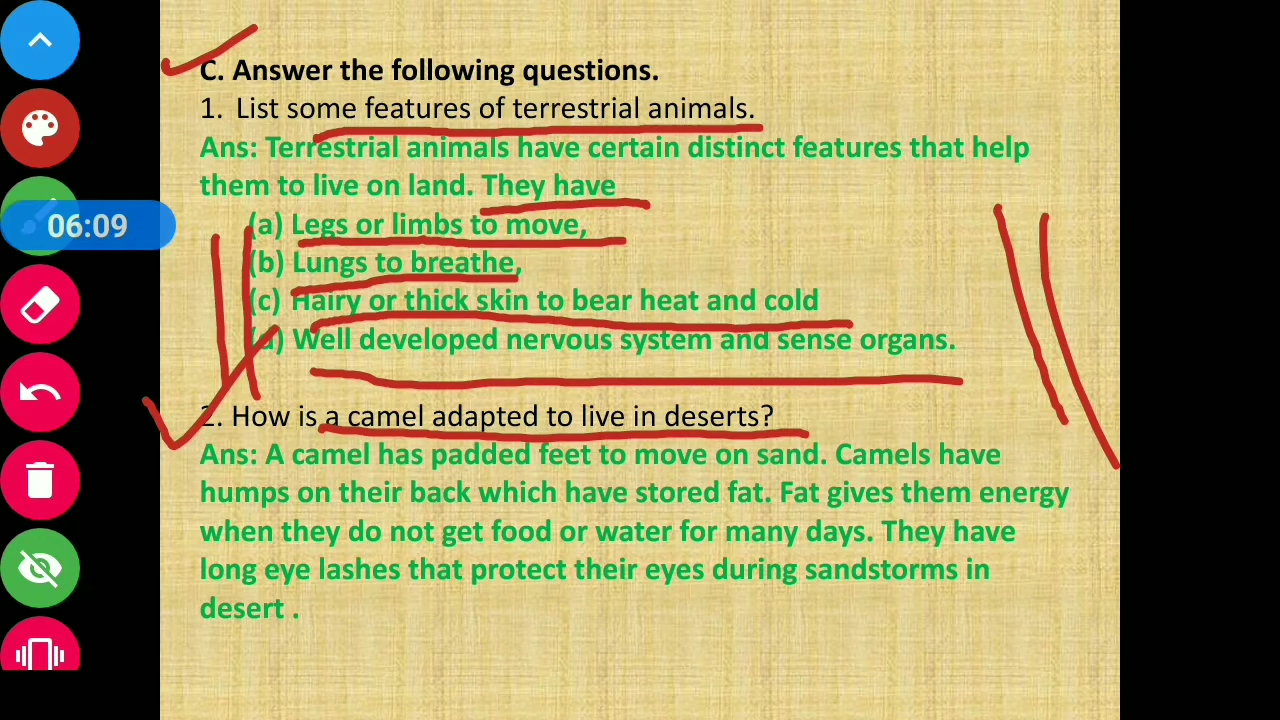 C. Answer the following questions.
1. List some features of terrestrial animals.
Ans: Terrestrial animals have certain distinct features that help
them to live on land. They have
(a) Legs or limbs to move,
06:09
(b) Lungs to breathe,
(c) Hairy or thick skin to bear heat and cold
(d) Well developed nervous system and sense organs.
2. How is a camel adapted to live in deserts?
Ans: A camel has padded feet to move on sand. Camels have
humps on their back which have stored fat. Fat gives them energy
when they do not get food or water for many days. They have
long eye lashes that protect their eyes during sandstorms in
desert .